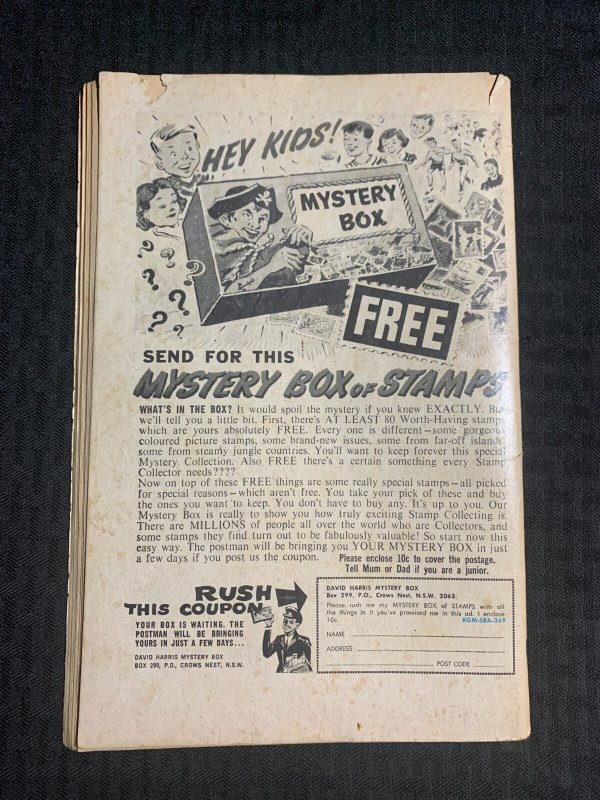 HEY KIDS!
MYSTERY
BOX
FREE
SEND FOR THIS
MYSTERY BOX OF STAMPS
WHAT'S IN THE BOX? It would spoil the mystery if you knew EXACTLY. But
we'll tell you a little bit. First, there's AT LEAST 80 Worth-Having stamps
which are yours absolutely FREE. Every one is different—some gorgeous
coloured picture stamps, some brand-new issues, some from far-off islands,
some from steamy jungle countries. You'll want to keep forever this special
Mystery Collection. Also FREE there's a certain something every Stamp
Collector needs????
Now on top of these FREE things are some really special stamps—all picked
for special reasons—which aren't free. You take your pick of these and buy
the ones you want to keep. You don't have to buy any. It's up to you. Our
Mystery Box is really to show you how truly exciting Stamp Collecting is.
There are MILLIONS of people all over the world who are Collectors, and
some stamps they find turn out to be fabulously valuable! So start now this
easy way. The postman will be bringing you YOUR MYSTERY BOX in just
a few days if you post us the coupon. Please enclose 10c to cover the postage.
Tell Mum or Dad if you are a junior.
RUSH
THIS COUPON
YOUR BOX IS WAITING. THE
POSTMAN WILL BE BRINGING
YOURS IN JUST A FEW DAYS...
DAVID HARRIS MYSTERY BOX
BOX 299, P.O., CROWS NEST, N.S.W.
DAVID HARRIS MYSTERY BOX
Box 299, P.O., Crows Nest, N.S.W. 2065
Please rush me my MYSTERY BOX of STAMPS with all
the things in it you've promised me in this ad. I enclose
10c. KGM-SBA-369
NAME
ADDRESS
POST CODE